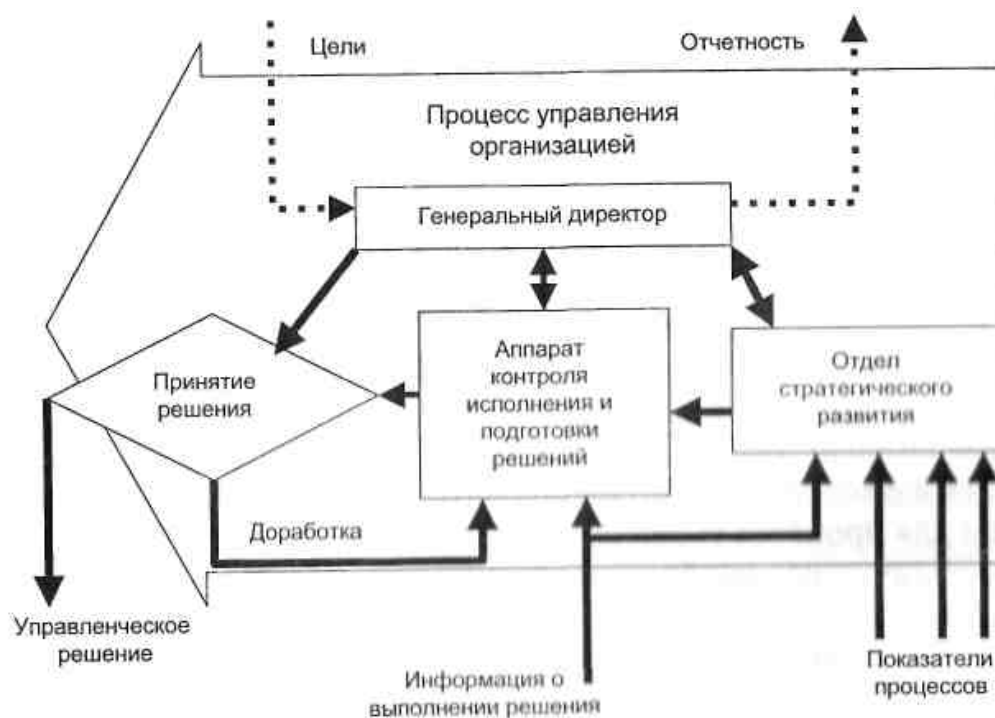 Цели
Отчетность
Процесс управления
организацией
Генеральный директор
Принятие
решения
Аппарат
контроля
исполнения и
подготовки
решений
Отдел
стратегического
развития
Доработка
Управленческое
решение
Информация о
выполнении решения
Показатели
процессов